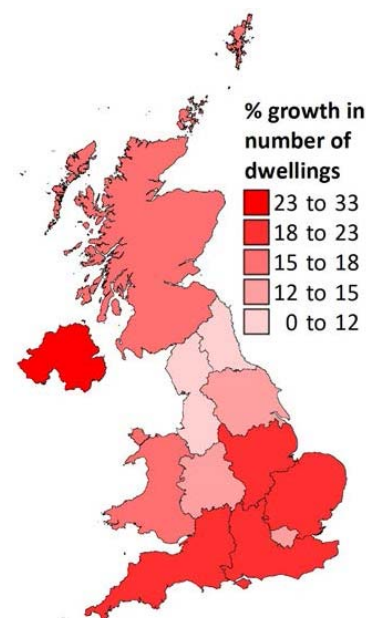 % growth in
number of
dwellings
23 to 33
18 to 23
15 to 18
12 to 15
0 to 12